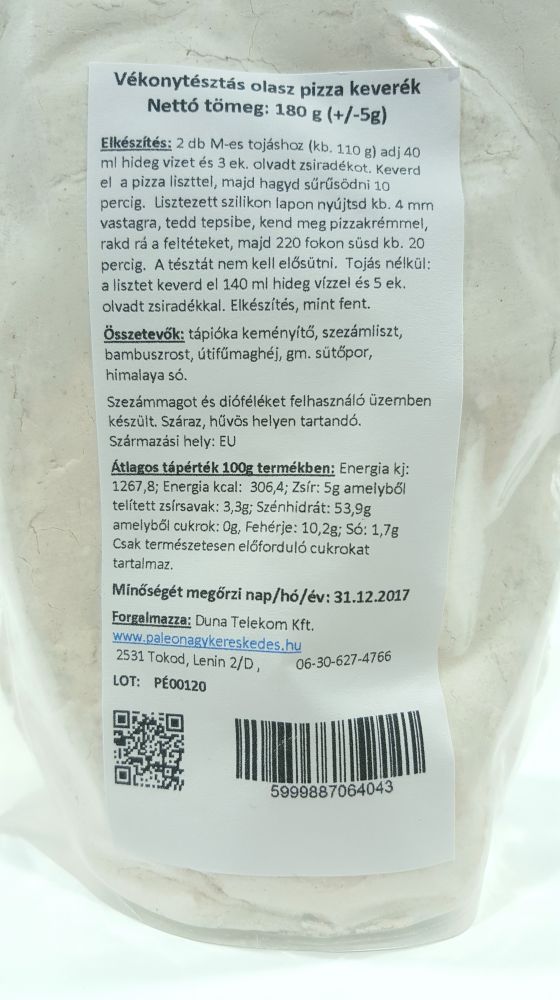 Vékonytésztás olasz pizza keverék
Nettó tömeg: 180 g (+/-5g)
Elkészítés: 2 db M-es tojáshoz (kb. 110 g) adj 40
ml hideg vizet és 3 ek. olvadt zsiradékot. Keverd
el a pizza liszttel, majd hagyd sűrűsödni 10
percig. Lisztezett szilikon lapon nyújtsd kb. 4 mm
vastagra, tedd tepsibe, kend meg pizzakrémmel,
rakd rá a feltéteket, majd 220 fokon süsd kb. 20
percig. A tésztát nem kell elősütni. Tojás nélkül:
a lisztet keverd el 140 ml hideg vízzel és 5 ek.
olvadt zsiradékkal. Elkészítés, mint fent.
Összetevők: tápióka keményítő, szezámliszt,
bambuszrost, útifűmaghéj, gm. sütőpor,
himalaya só.
Szezámmagot és dióféléket felhasználó üzemben
készült. Száraz, hűvös helyen tartandó.
Származási hely: EU
Átlagos tápérték 100g termékben: Energia kj:
1267,8; Energia kcal: 306,4; Zsír: 5g amelyből
telített zsírsavak: 3,3g; Szénhidrát: 53,9g
amelyből cukrok: 0g, Fehérje: 10,2g; Só: 1,7g
Csak természetesen előforduló cukrokat
tartalmaz.
Minőségét megőrzi nap/hó/év: 31.12.2017
Forgalmazza: Duna Telekom Kft.
www.paleonagykereskedes.hu
2531 Tokod, Lenin 2/D , 06-30-627-4766
LOT: PÉ00120
5999887064043